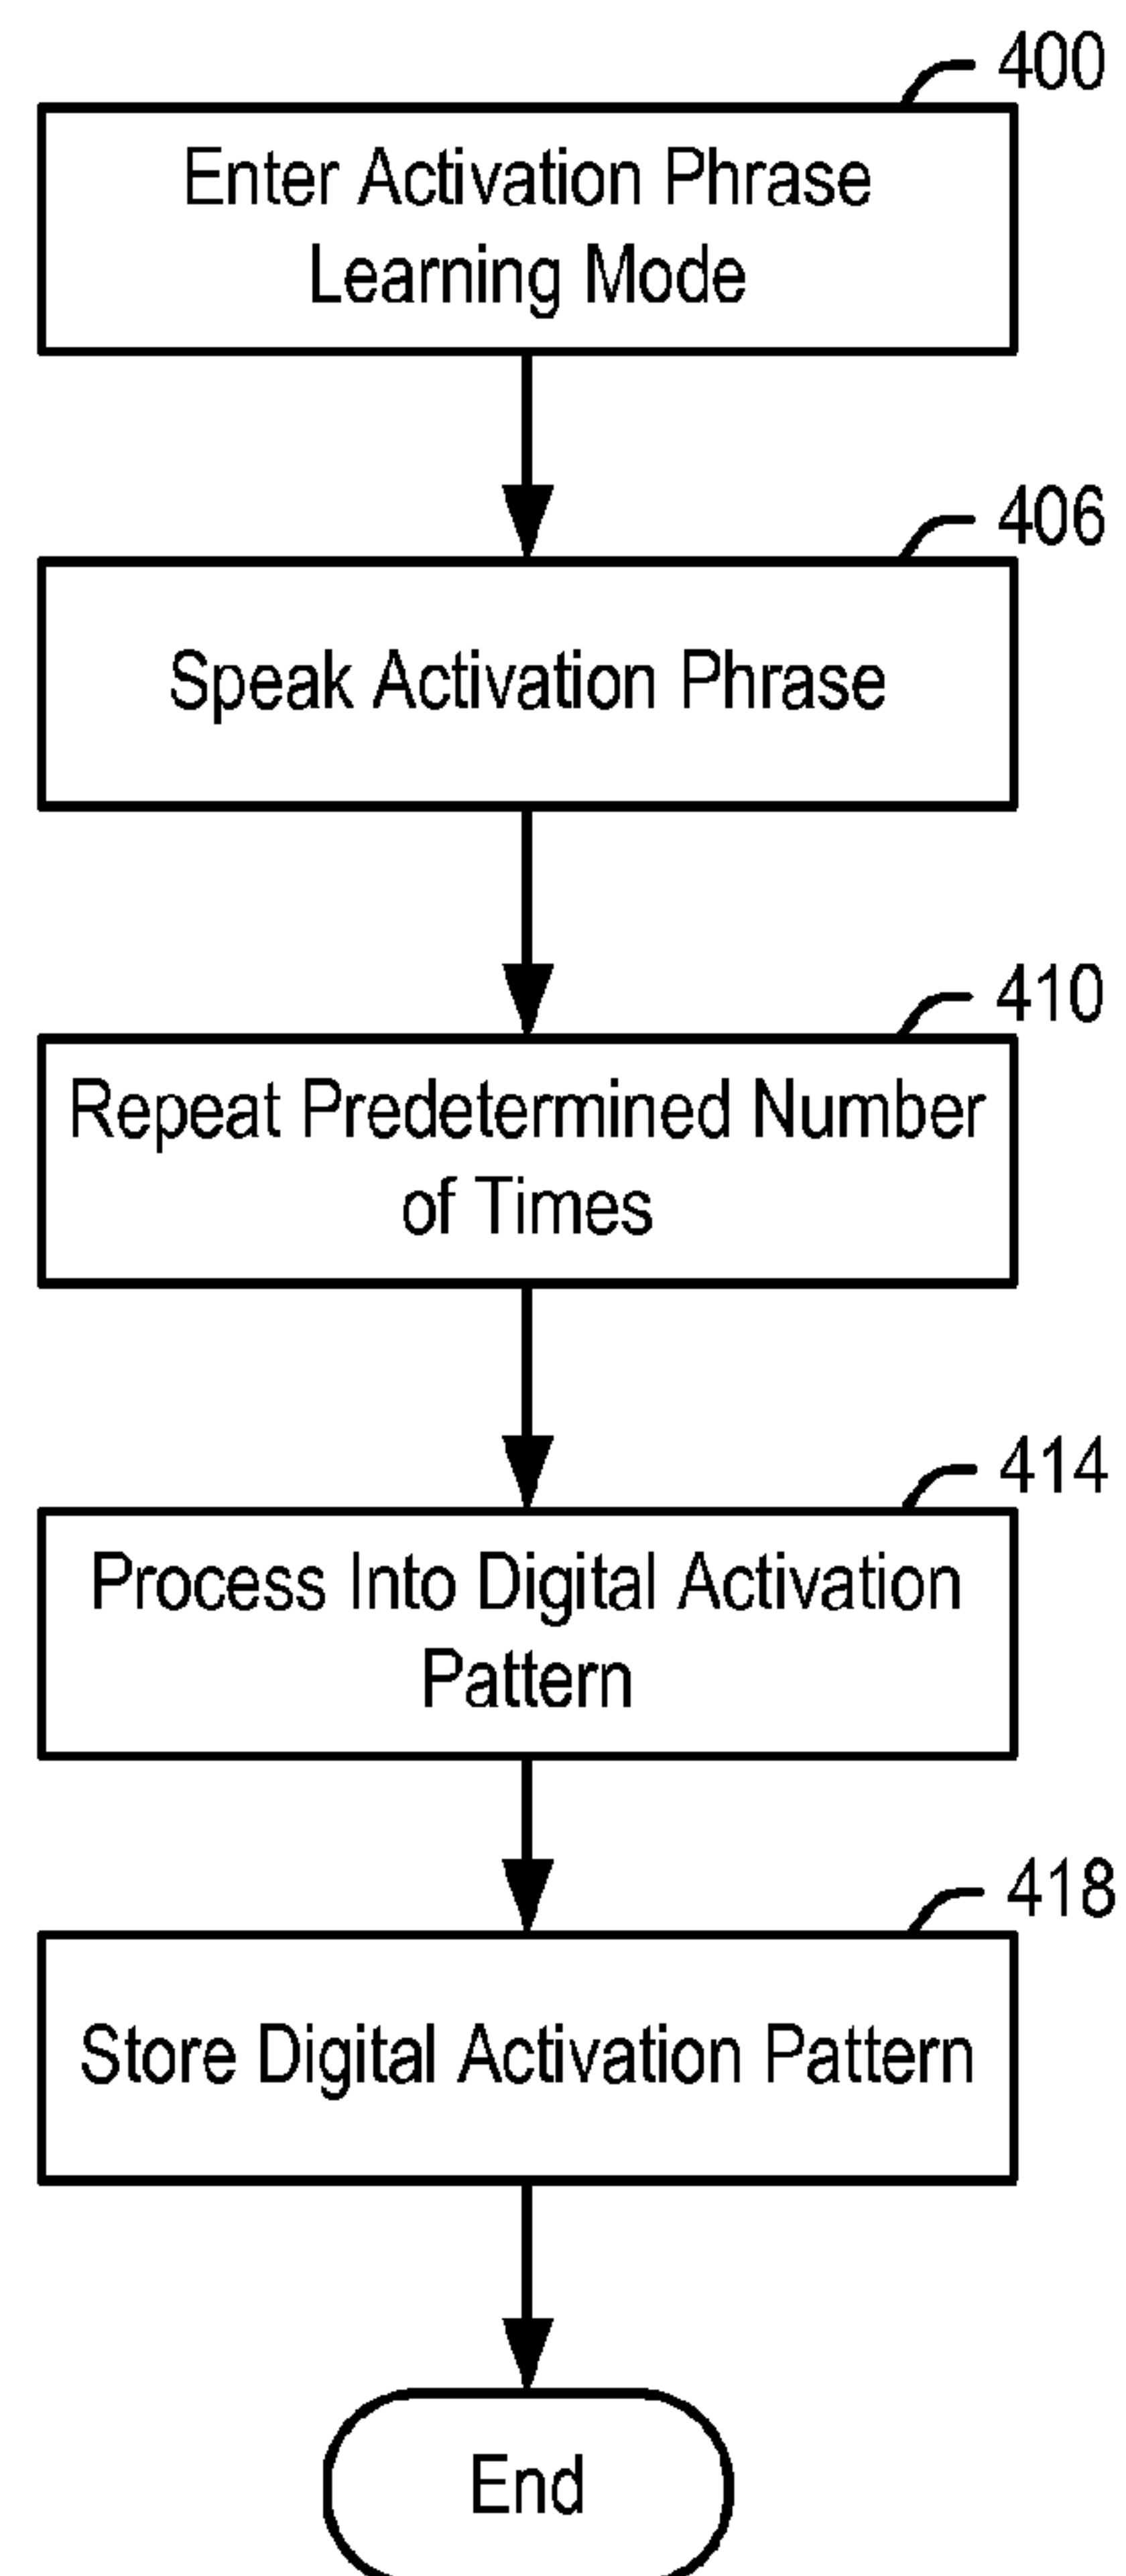 400
Enter Activation Phrase
Learning Mode
406
Speak Activation Phrase
410
Repeat Predetermined Number
of Times
414
Process Into Digital Activation
Pattern
418
Store Digital Activation Pattern
End